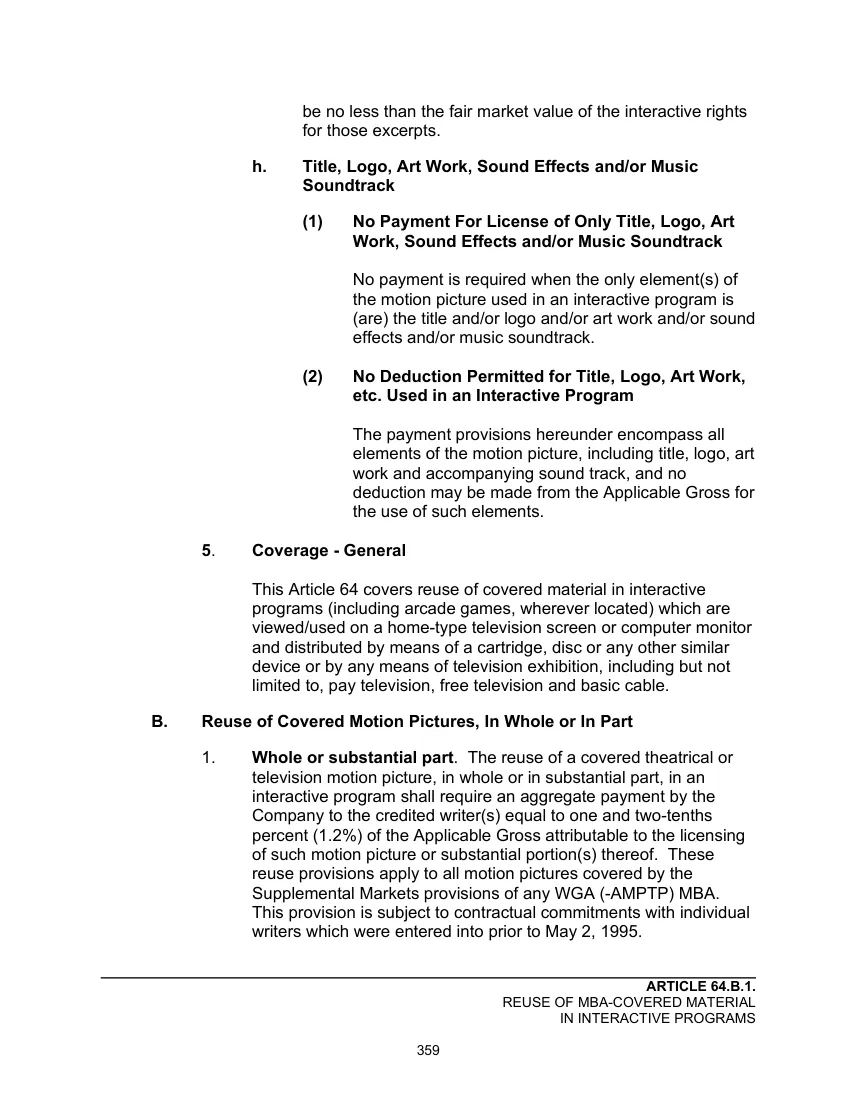 be no less than the fair market value of the interactive rights
for those excerpts.
h. Title, Logo, Art Work, Sound Effects and/or Music
Soundtrack
(1) No Payment For License of Only Title, Logo, Art
Work, Sound Effects and/or Music Soundtrack
No payment is required when the only element(s) of
the motion picture used in an interactive program is
(are) the title and/or logo and/or art work and/or sound
effects and/or music soundtrack.
(2) No Deduction Permitted for Title, Logo, Art Work,
etc. Used in an Interactive Program
The payment provisions hereunder encompass all
elements of the motion picture, including title, logo, art
work and accompanying sound track, and no
deduction may be made from the Applicable Gross for
the use of such elements.
5. Coverage - General
This Article 64 covers reuse of covered material in interactive
programs (including arcade games, wherever located) which are
viewed/used on a home-type television screen or computer monitor
and distributed by means of a cartridge, disc or any other similar
device or by any means of television exhibition, including but not
limited to, pay television, free television and basic cable.
B. Reuse of Covered Motion Pictures, In Whole or In Part
1. Whole or substantial part. The reuse of a covered theatrical or
television motion picture, in whole or in substantial part, in an
interactive program shall require an aggregate payment by the
Company to the credited writer(s) equal to one and two-tenths
percent (1.2%) of the Applicable Gross attributable to the licensing
of such motion picture or substantial portion(s) thereof. These
reuse provisions apply to all motion pictures covered by the
Supplemental Markets provisions of any WGA (-AMPTP) MBA.
This provision is subject to contractual commitments with individual
writers which were entered into prior to May 2, 1995.
ARTICLE 64.B.1.
REUSE OF MBA-COVERED MATERIAL
IN INTERACTIVE PROGRAMS
359